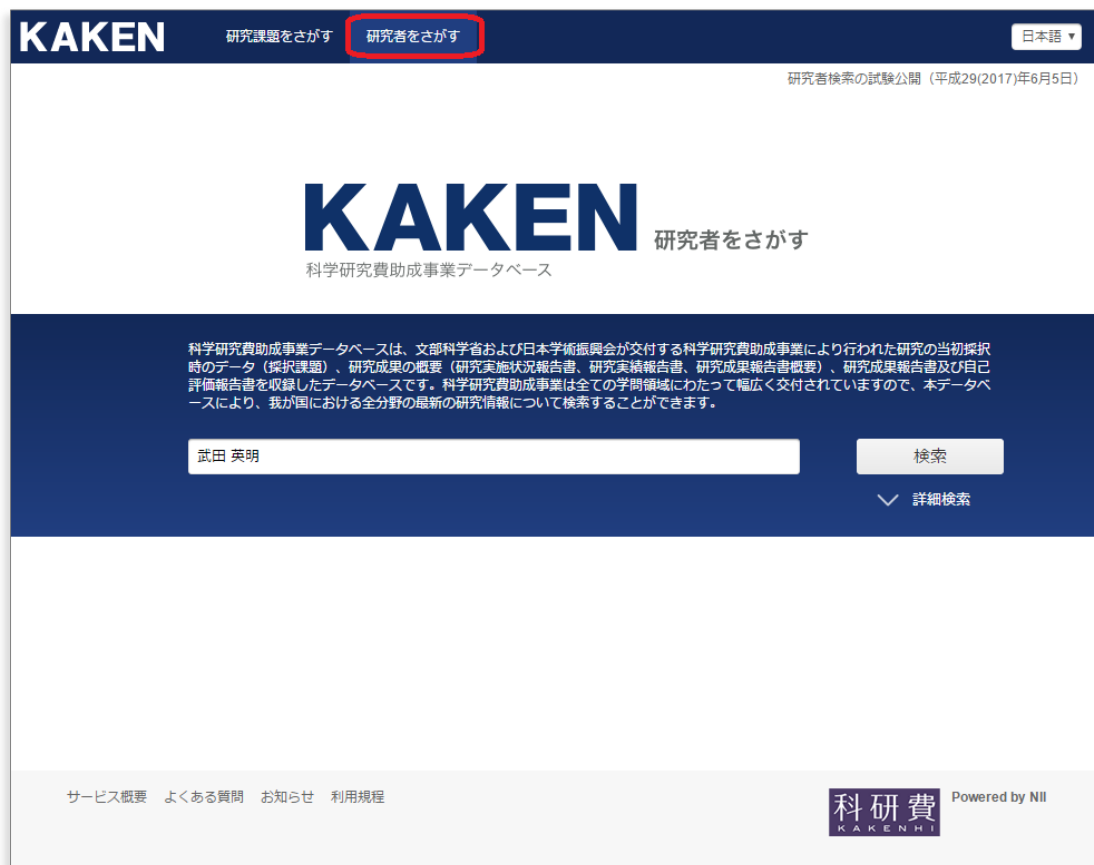 KAKEN 研究課題をさがす 研究者をさがす 日本語
研究者検索の試験公開（平成29(2017)年6月5日）
KAKEN 研究者をさがす
科学研究費助成事業データベース
科学研究費助成事業データベースは、文部科学省および日本学術振興会が交付する科学研究費助成事業により行われた研究の当初採択
時のデータ（採択課題）、研究成果の概要（研究実施状況報告書、研究実績報告書、研究成果報告書概要）、研究成果報告書及び自己
評価報告書を収録したデータベースです。科学研究費助成事業は全ての学問領域にわたって幅広く交付されていますので、本データベ
ースにより、我が国における全分野の最新の研究情報について検索することができます。
武田 英明 検索
詳細検索
サービス概要 よくある質問 お知らせ 利用規程
科研費 Powered by NII
KAKENHI